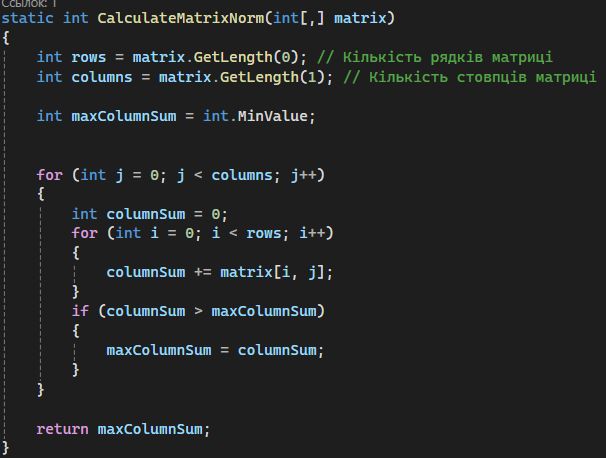 Ссылок: 1
static int CalculateMatrixNorm(int[,] matrix)
{
int rows = matrix.GetLength(0); // Кількість рядків матриці
int columns = matrix.GetLength(1); // Кількість стовпців матриці
int maxColumnSum = int.MinValue;
for (int j = 0; j < columns; j++)
{
int columnSum = 0;
for (int i = 0; i < rows; i++)
{
columnSum += matrix[i, j];
}
if (columnSum > maxColumnSum)
{
maxColumnSum = columnSum;
}
}
return maxColumnSum;
}